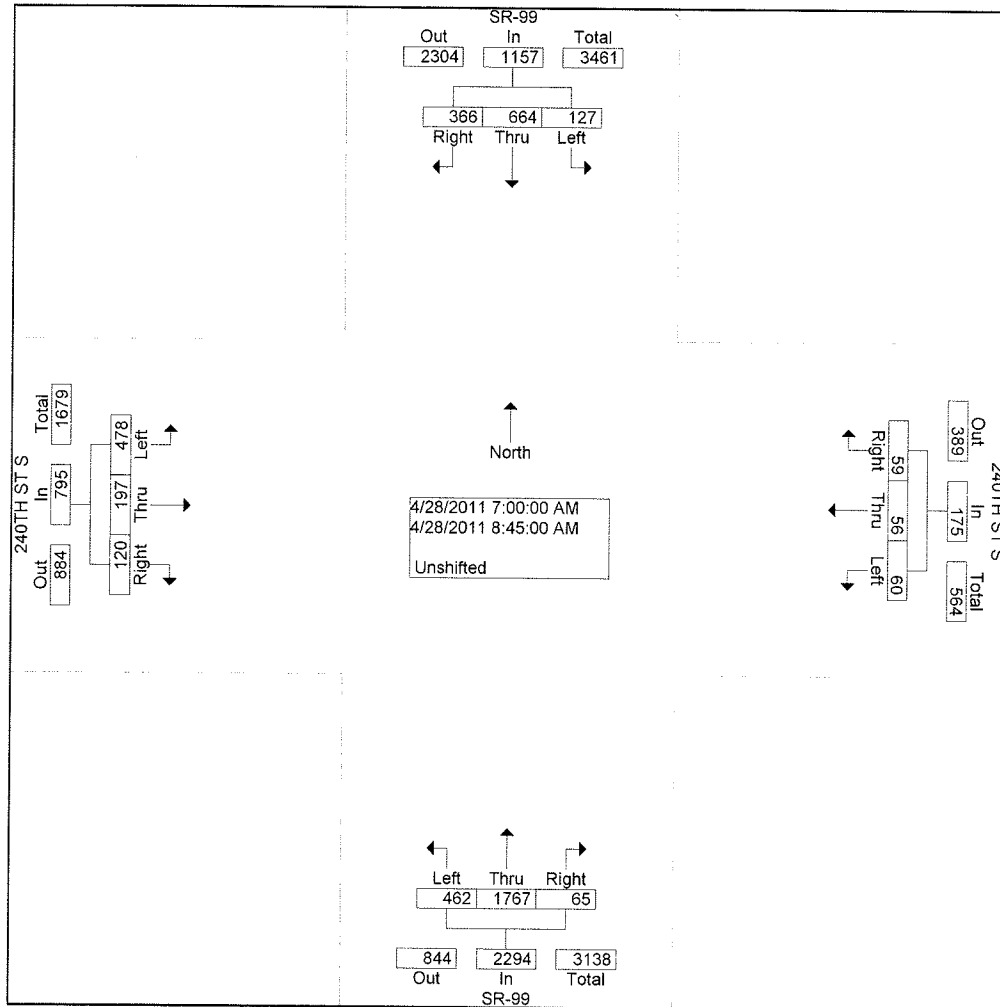 SR-99
Out In Total
2304 1157 3461
366 664 127
Right Thru Left
240TH ST S
Total In Out
1679 795 884
478 197 120
Left Thru Right
North
4/28/2011 7:00:00 AM
4/28/2011 8:45:00 AM
Unshifted
Right Thru Left
59 56 60
Out In Total
389 175 564
240TH ST S
Left Thru Right
462 1767 65
844 2294 3138
Out In Total
SR-99